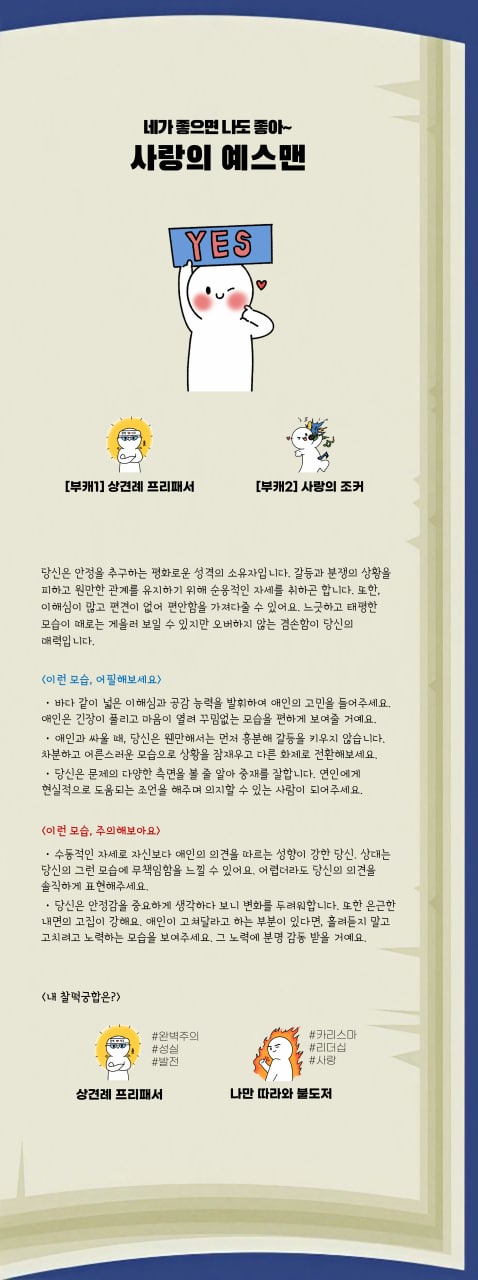 네가 좋으면 나도 좋아~
사랑의 예스맨
YES
[부캐1] 상견례 프리패서
[부캐2] 사랑의 조커
당신은 안정을 추구하는 평화로운 성격의 소유자입니다. 갈등과 분쟁의 상황을
피하고 원만한 관계를 유지하기 위해 순응적인 자세를 취하곤 합니다. 또한,
이해심이 많고 편견이 없어 편안함을 가져다줄 수 있어요. 느긋하고 태평한
모습이 때로는 게을러 보일 수 있지만 오버하지 않는 겸손함이 당신의
매력입니다.
<이런 모습, 어필해보세요>
· 바다 같이 넓은 이해심과 공감 능력을 발휘하여 애인의 고민을 들어주세요.
애인은 긴장이 풀리고 마음이 열려 꾸밈없는 모습을 편하게 보여줄 거예요.
· 애인과 싸울 때, 당신은 웬만해서는 먼저 흥분해 갈등을 키우지 않습니다.
차분하고 어른스러운 모습으로 상황을 잠재우고 다른 화제로 전환해보세요.
· 당신은 문제의 다양한 측면을 볼 줄 알아 중재를 잘합니다. 연인에게
현실적으로 도움되는 조언을 해주며 의지할 수 있는 사람이 되어주세요.
<이런 모습, 주의해보아요>
· 수동적인 자세로 자신보다 애인의 의견을 따르는 성향이 강한 당신. 상대는
당신의 그런 모습에 무책임함을 느낄 수 있어요. 어렵더라도 당신의 의견을
솔직하게 표현해주세요.
· 당신은 안정감을 중요하게 생각하다 보니 변화를 두려워합니다. 또한 은근한
내면의 고집이 강해요. 애인이 고쳐달라고 하는 부분이 있다면, 흘려듣지 말고
고치려고 노력하는 모습을 보여주세요. 그 노력에 분명 감동 받을 거예요.
<내 찰떡궁합은?>
#완벽주의
#성실
#발전
상견례 프리패서
#카리스마
#리더십
#사랑
나만 따라와 불도저